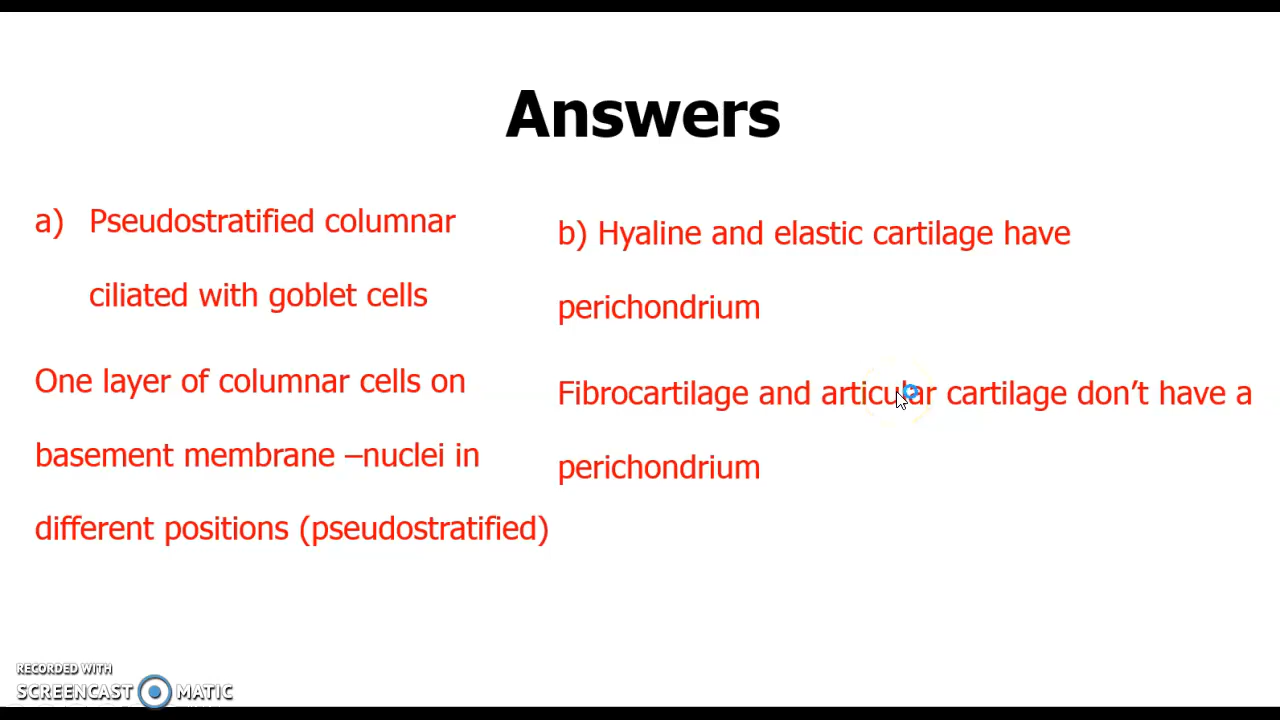 Answers
a) Pseudostratified columnar
ciliated with goblet cells
One layer of columnar cells on
basement membrane –nuclei in
different positions (pseudostratified)
b) Hyaline and elastic cartilage have
perichondrium
Fibrocartilage and articular cartilage don’t have a
perichondrium
RECORDED WITH
SCREENCAST MATIC